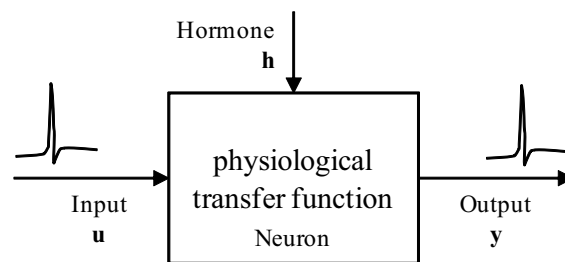 Hormone
h
physiological
transfer function
Neuron
Input
u
Output
y